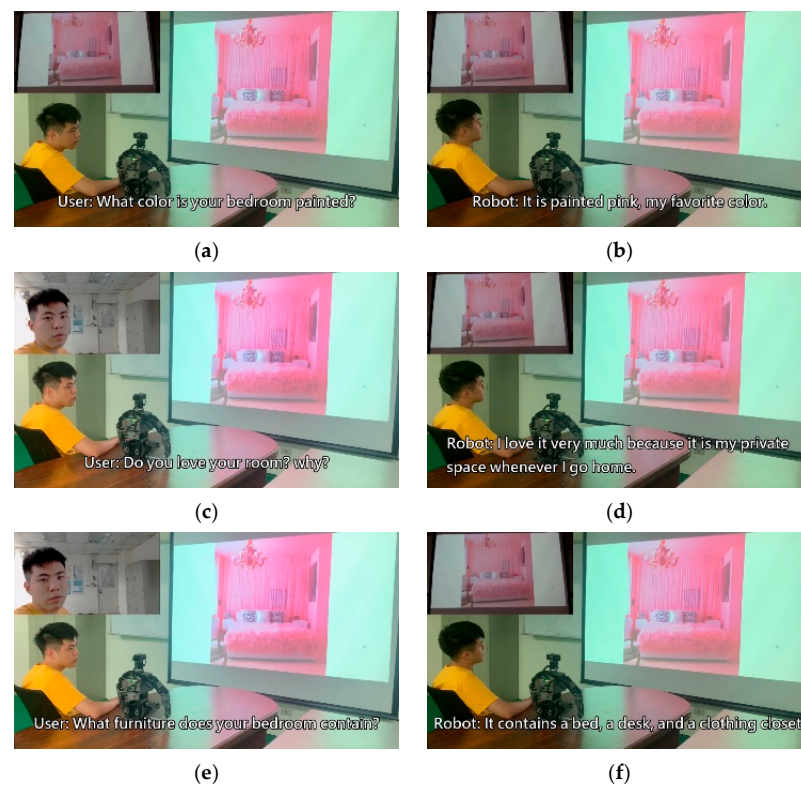 User: What color is your bedroom painted?
Robot: It is painted pink, my favorite color.
(a)
(b)
User: Do you love your room? why?
Robot: I love it very much because it is my private
space whenever I go home.
(c)
(d)
User: What furniture does your bedroom contain?
Robot: It contains a bed, a desk, and a clothing closet
(e)
(f)